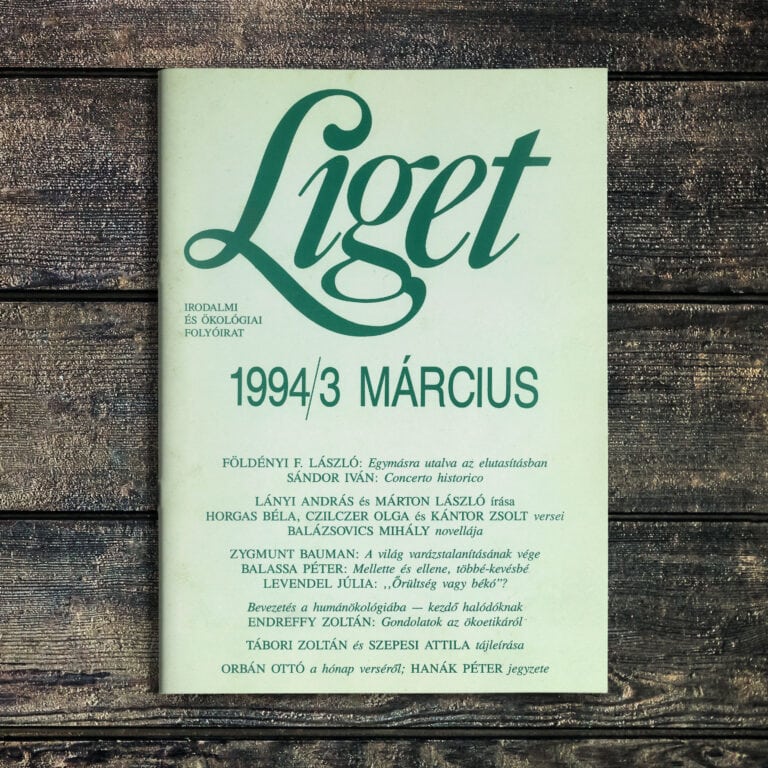 Liget
IRODALMI
ÉS ÖKOLÓGIAI
FOLYÓIRAT
1994/3 MÁRCIUS
FÖLDÉNYI F. LÁSZLÓ: Egymásra utalva az elutasításban
SÁNDOR IVÁN: Concerto historico
LÁNYI ANDRÁS és MÁRTON LÁSZLÓ írása
HORGAS BÉLA, CZILCZER OLGA és KÁNTOR ZSOLT versei
BALÁZSOVICS MIHÁLY novellája
ZYGMUNT BAUMAN: A világ varázstalanításának vége
BALASSA PÉTER: Mellette és ellene, többé-kevésbé
LEVENDEL JÚLIA: ,,Őrültség vagy békó"?
Bevezetés a humánökológiába — kezdő halódóknak
ENDREFFY ZOLTÁN: Gondolatok az ökoetikáról
TÁBORI ZOLTÁN és SZEPESI ATTILA tájleírása
ORBÁN OTTÓ a hónap verséről; HANÁK PÉTER jegyzete